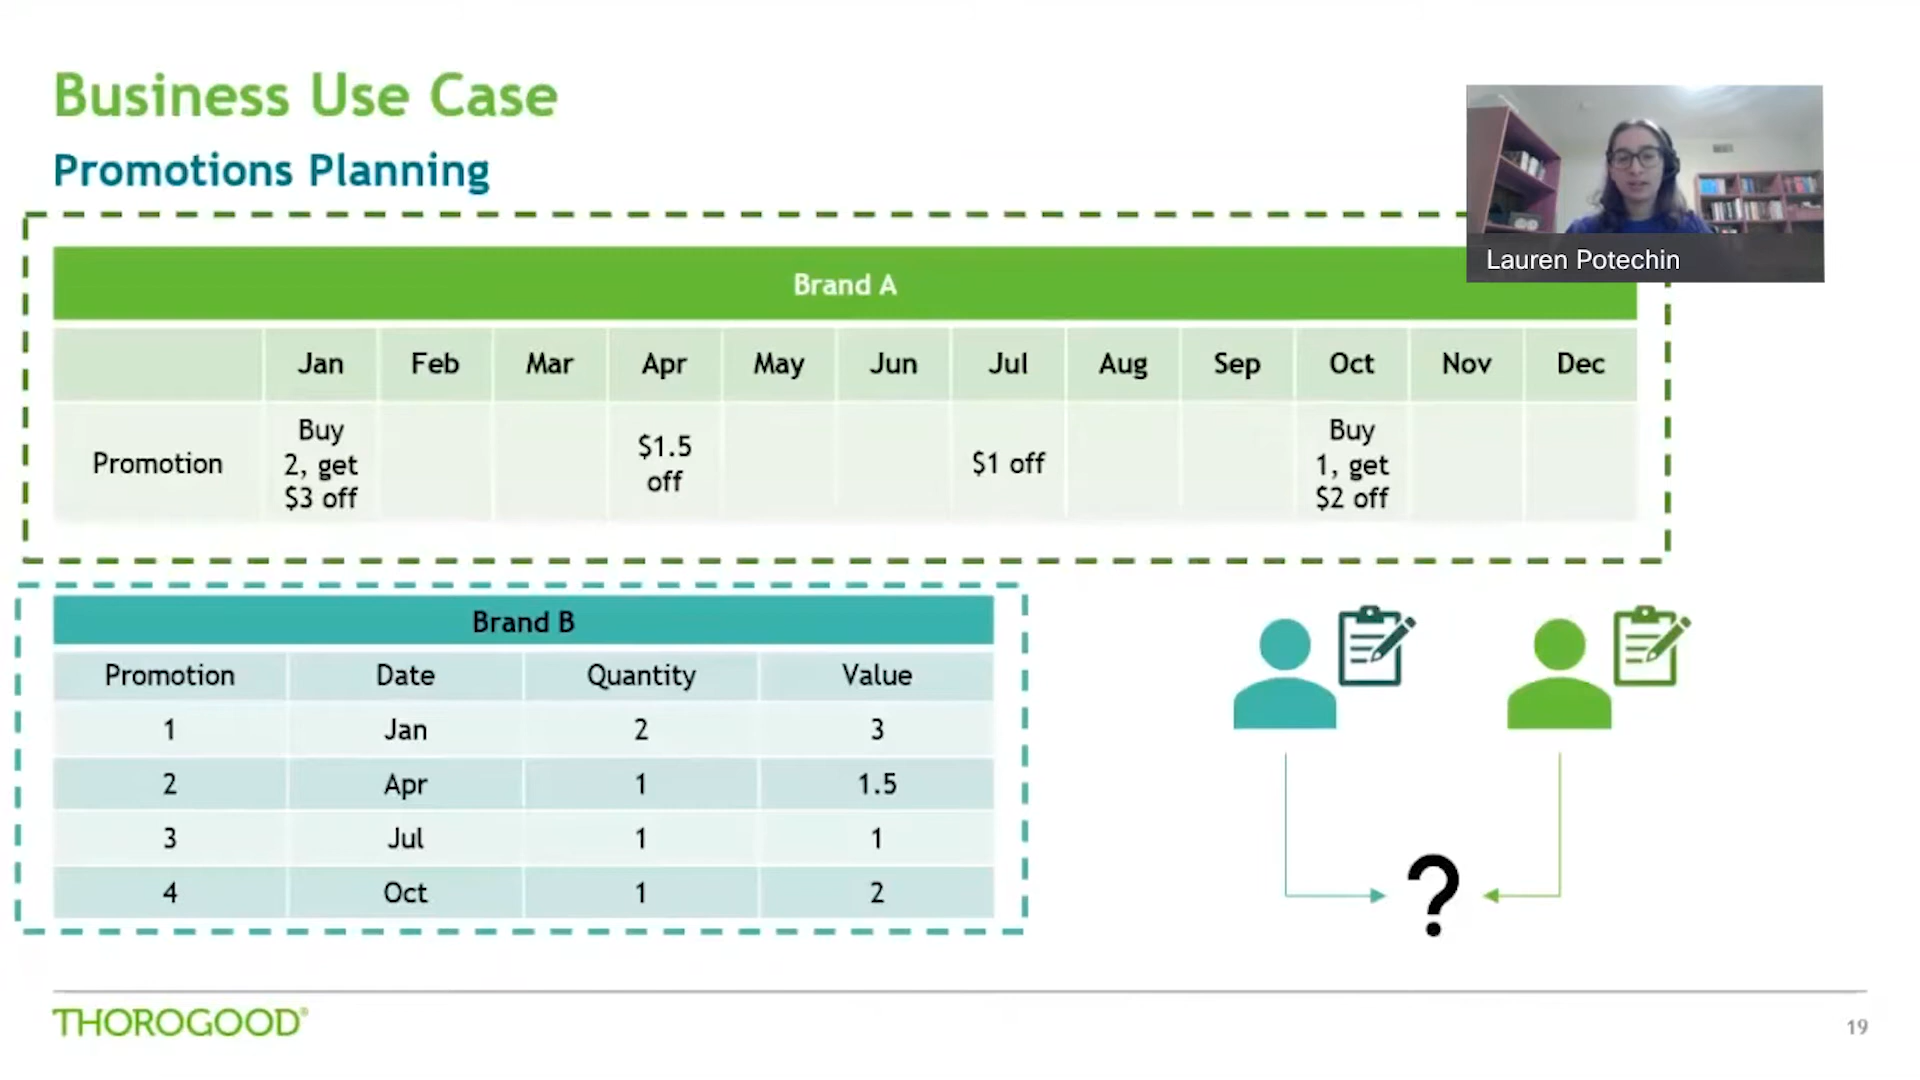 Business Use Case
Promotions Planning
Lauren Potechin
Brand A
Jan Feb Mar Apr May Jun Jul Aug Sep Oct Nov Dec
Promotion
Buy
2, get
$3 off
$1.5
off
$1 off
Buy
1, get
$2 off
Brand B
Promotion Date Quantity Value
1 Jan 2 3
2 Apr 1 1.5
3 Jul 1 1
4 Oct 1 2
?
THOROGOOD®
19